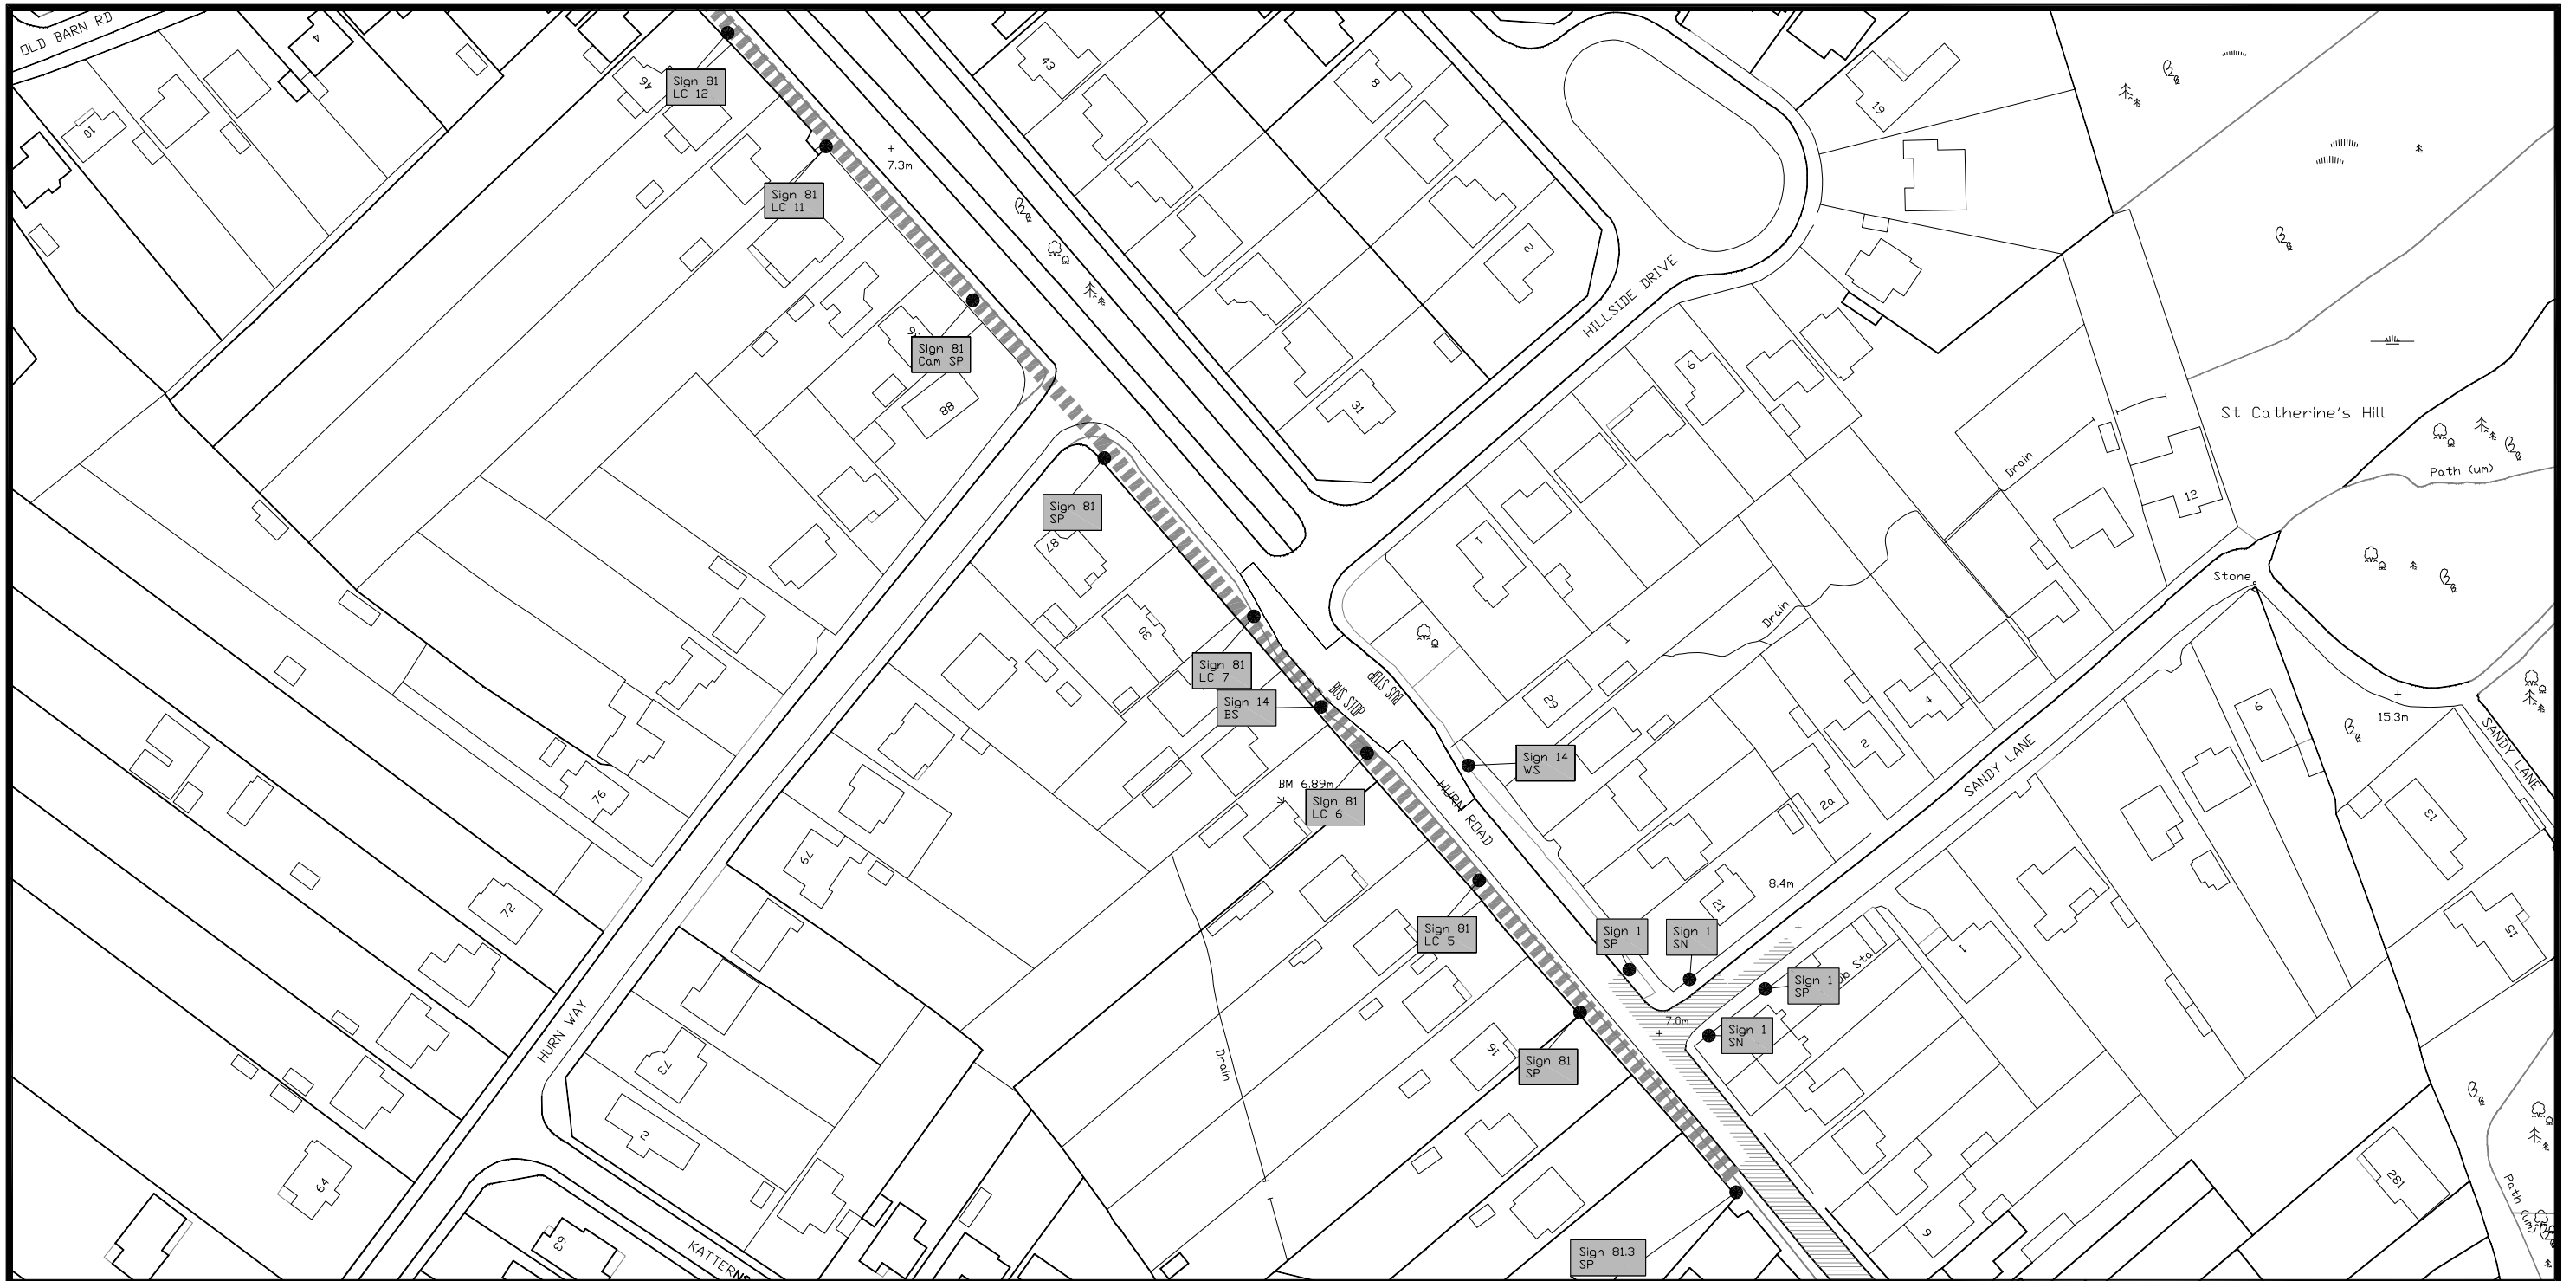 OLD BARN RD
4
10
46
Sign 81
LC 12
43
8
19
7.3m
Sign 81
LC 11
2
HILLSIDE DRIVE
96
Sign 81
Cam SP
88
31
6
St Catherine's Hill
Path (um)
Drain
12
Sign 81
SP
87
1
Stone
Drain
30
Sign 81
LC 7
Sign 14
BS
BUS STOP
BUS STOP
29
4
2
6
15.3m
SANDY LANE
SANDY LANE
Sign 14
WS
BM 6.89m
Sign 81
LC 6
HURN ROAD
76
2a
13
79
72
8.4m
21
Sign 81
LC 5
Sign 1
SP
Sign 1
SN
1
15
Sign 1
SP
7.0m
Sign 1
SN
HURN WAY
Drain
16
Sign 81
SP
73
2
64
281
Path (um)
63
KATTERNS
9
Sign 81.3
SP